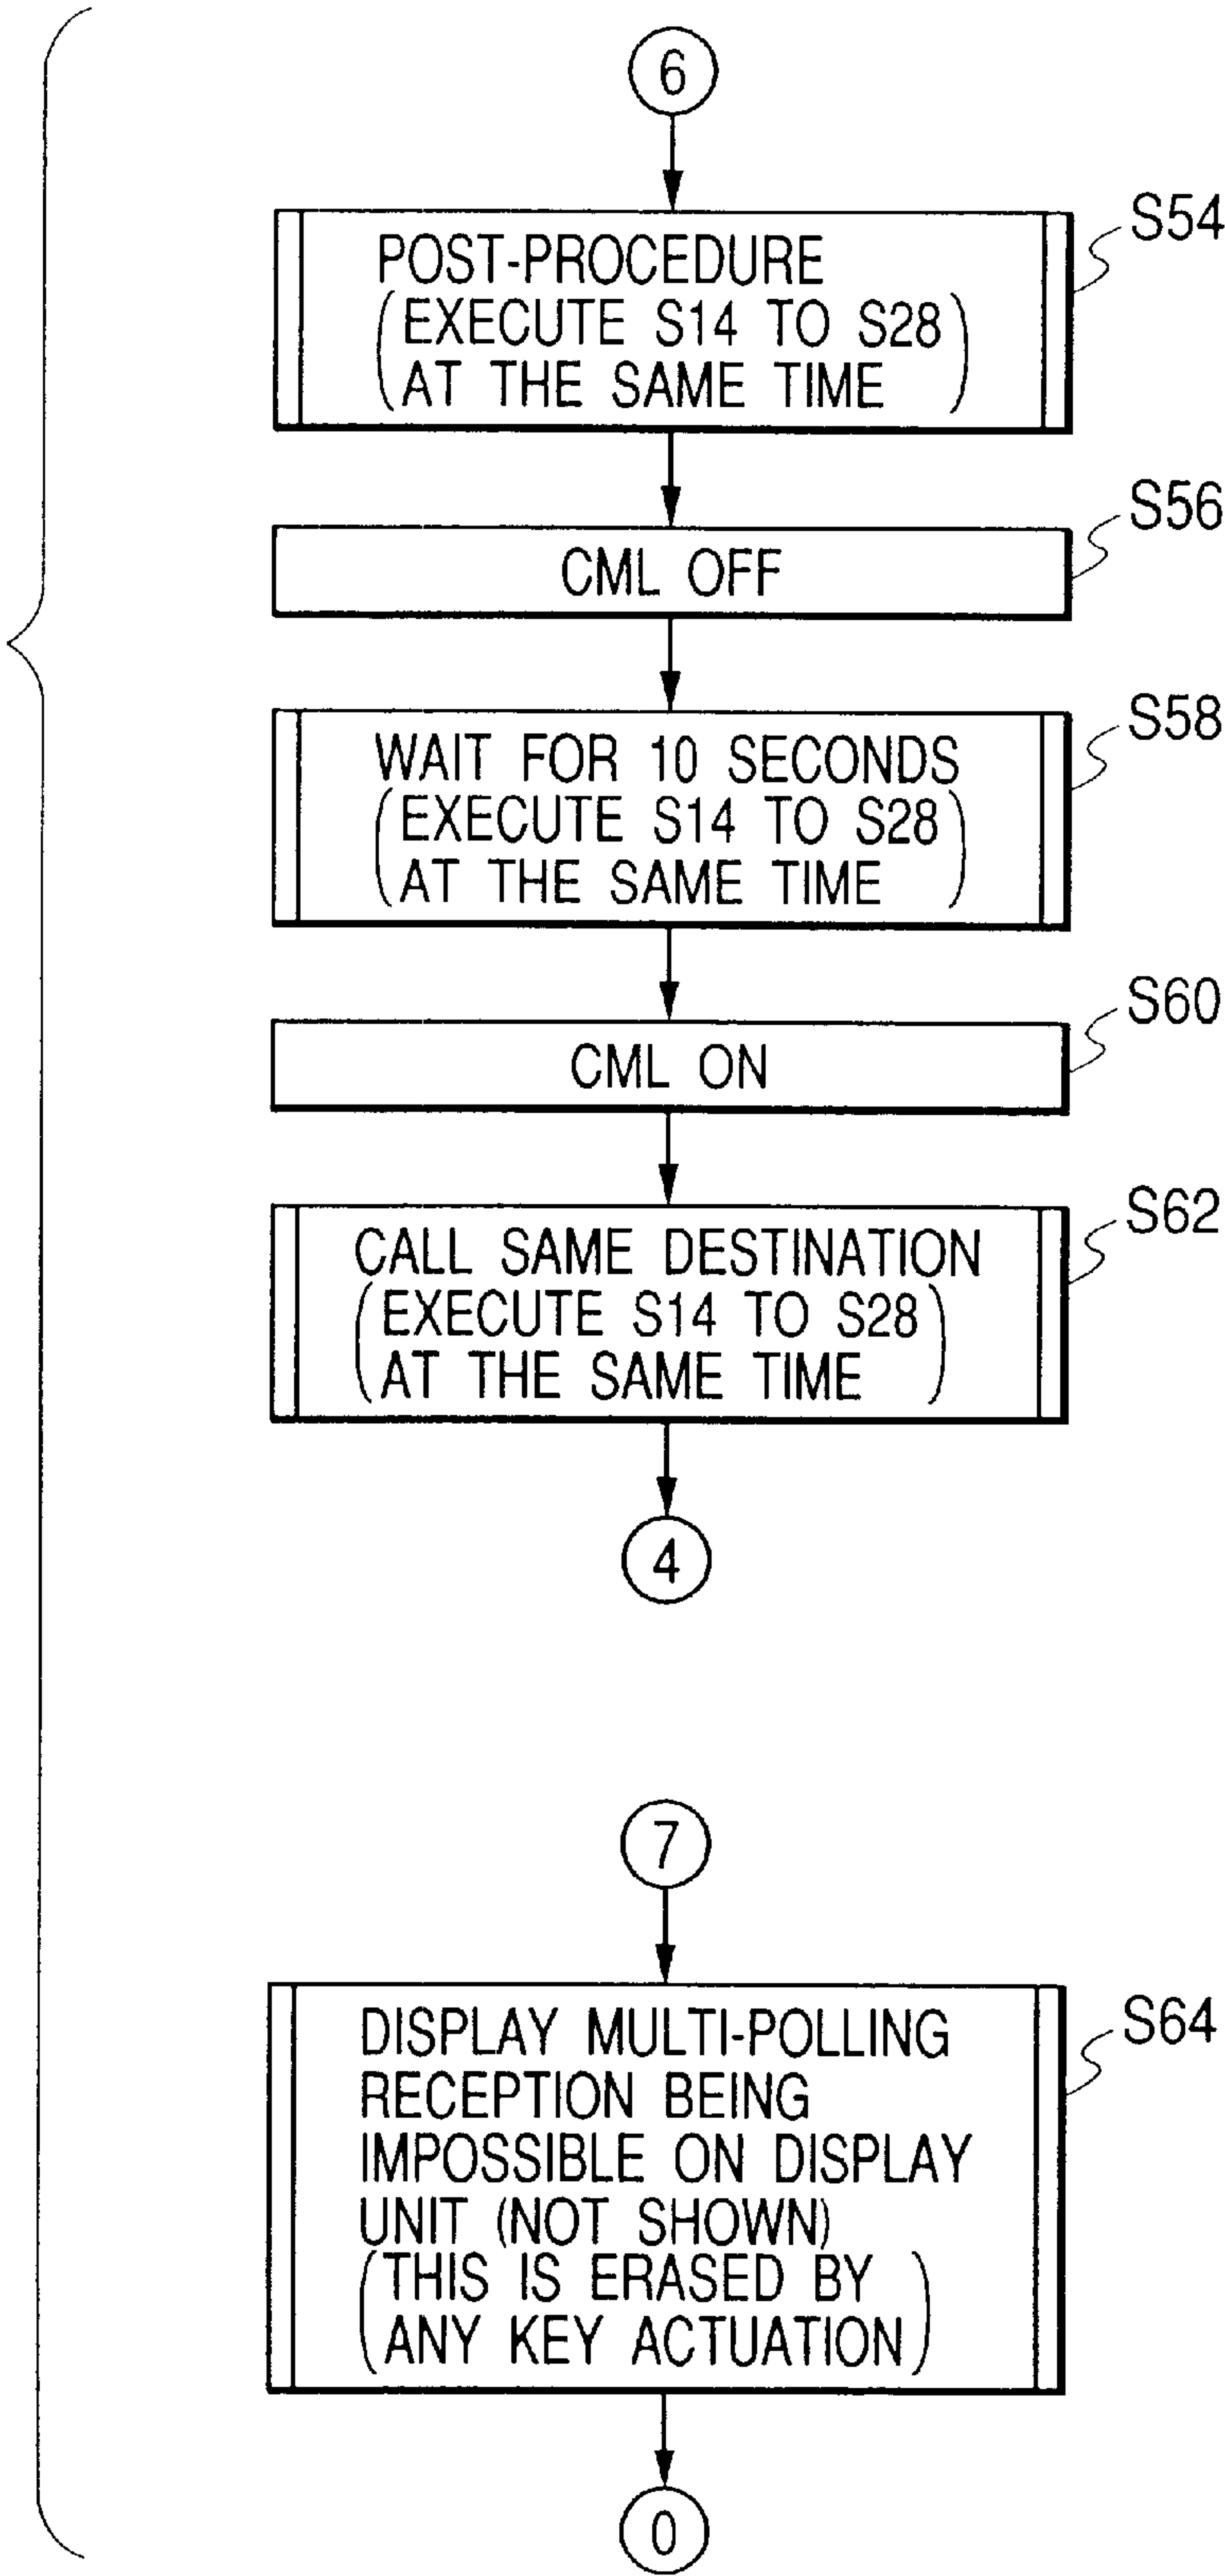 6
S54
POST-PROCEDURE
(EXECUTE S14 TO S28
AT THE SAME TIME)
S56
CML OFF
S58
WAIT FOR 10 SECONDS
(EXECUTE S14 TO S28
AT THE SAME TIME)
S60
CML ON
S62
CALL SAME DESTINATION
(EXECUTE S14 TO S28
AT THE SAME TIME)
4
7
S64
DISPLAY MULTI-POLLING
RECEPTION BEING
IMPOSSIBLE ON DISPLAY
UNIT (NOT SHOWN)
(THIS IS ERASED BY
ANY KEY ACTUATION)
0